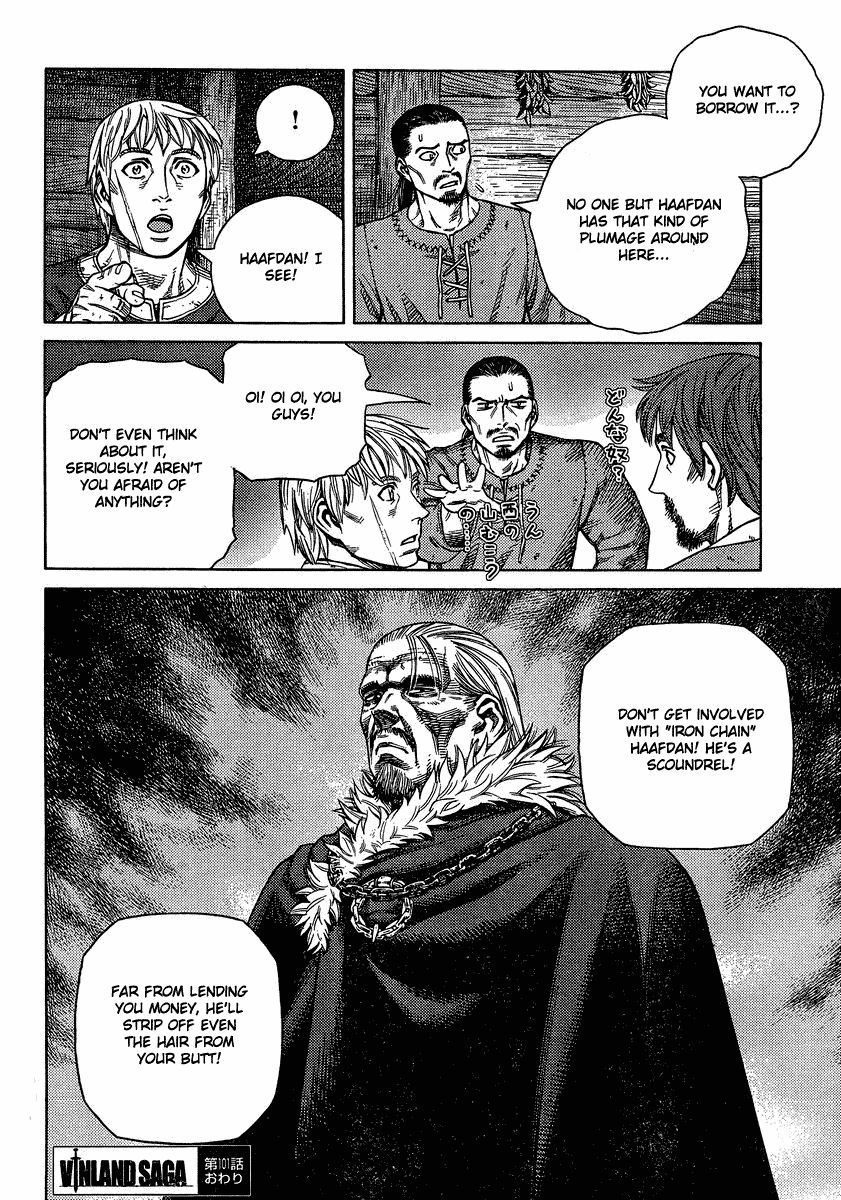 YOU WANT TO
BORROW IT...?
NO ONE BUT HAAFDAN
HAS THAT KIND OF
PLUMAGE AROUND
HERE...
!
HAAFDAN! I
SEE!
どんな奴?
うん
西の
山むこう
の…
OI! OI OI, YOU
GUYS!
DON'T EVEN THINK
ABOUT IT,
SERIOUSLY! AREN'T
YOU AFRAID OF
ANYTHING?
DON'T GET INVOLVED
WITH "IRON CHAIN"
HAAFDAN! HE'S A
SCOUNDREL!
FAR FROM LENDING
YOU MONEY, HE'LL
STRIP OFF EVEN
THE HAIR FROM
YOUR BUTT!
VINLAND SAGA
第101話
おわり